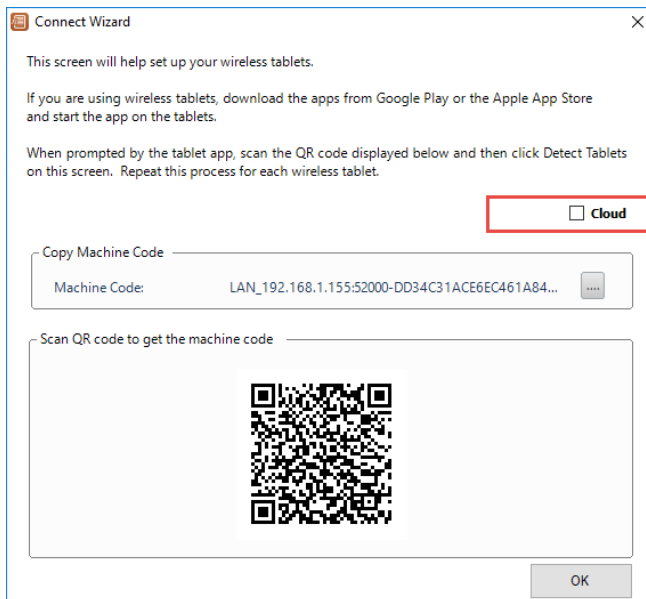 Connect Wizard
This screen will help set up your wireless tablets.
If you are using wireless tablets, download the apps from Google Play or the Apple App Store
and start the app on the tablets.
When prompted by the tablet app, scan the QR code displayed below and then click Detect Tablets
on this screen. Repeat this process for each wireless tablet.
Cloud
Copy Machine Code
Machine Code: LAN_192.168.1.155:52000-DD34C31ACE6EC461A84... ....
Scan QR code to get the machine code
OK